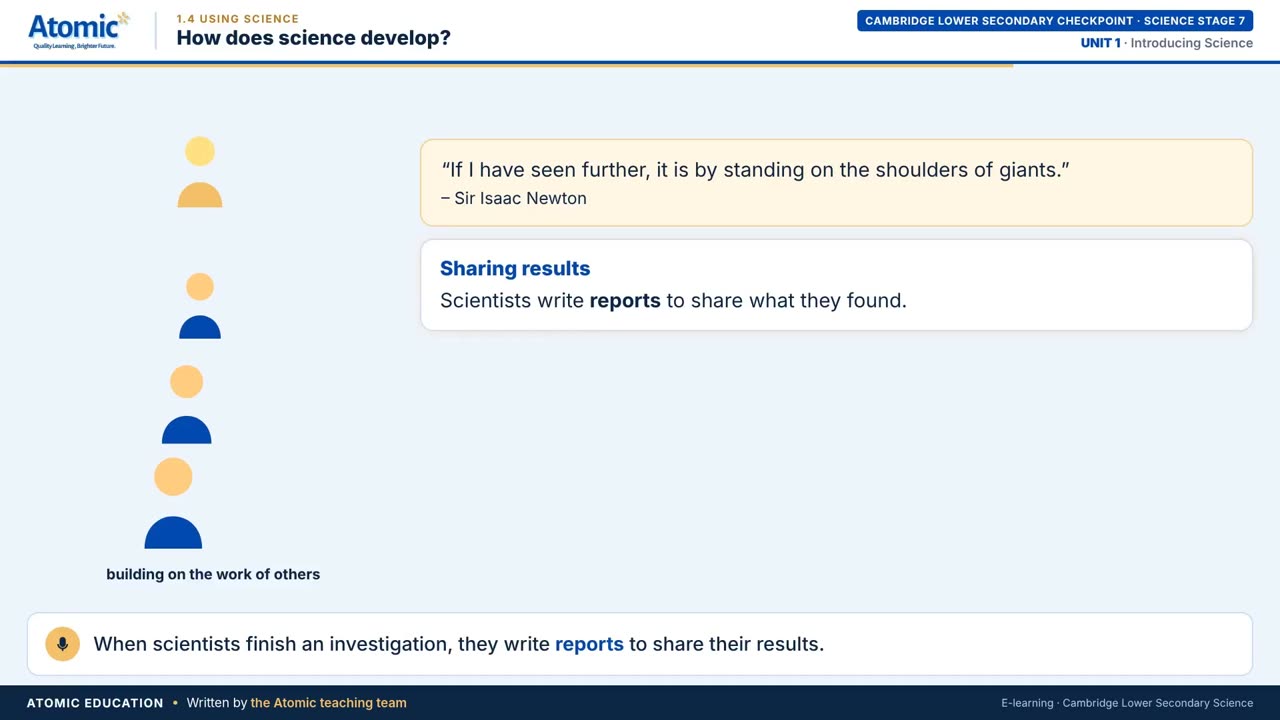 Atomic
Quality Learning, Brighter Future.
1.4 USING SCIENCE
How does science develop?
CAMBRIDGE LOWER SECONDARY CHECKPOINT · SCIENCE STAGE 7
UNIT 1 · Introducing Science
“If I have seen further, it is by standing on the shoulders of giants.”
– Sir Isaac Newton
Sharing results
Scientists write reports to share what they found.
building on the work of others
When scientists finish an investigation, they write reports to share their results.
ATOMIC EDUCATION • Written by the Atomic teaching team
E-learning · Cambridge Lower Secondary Science